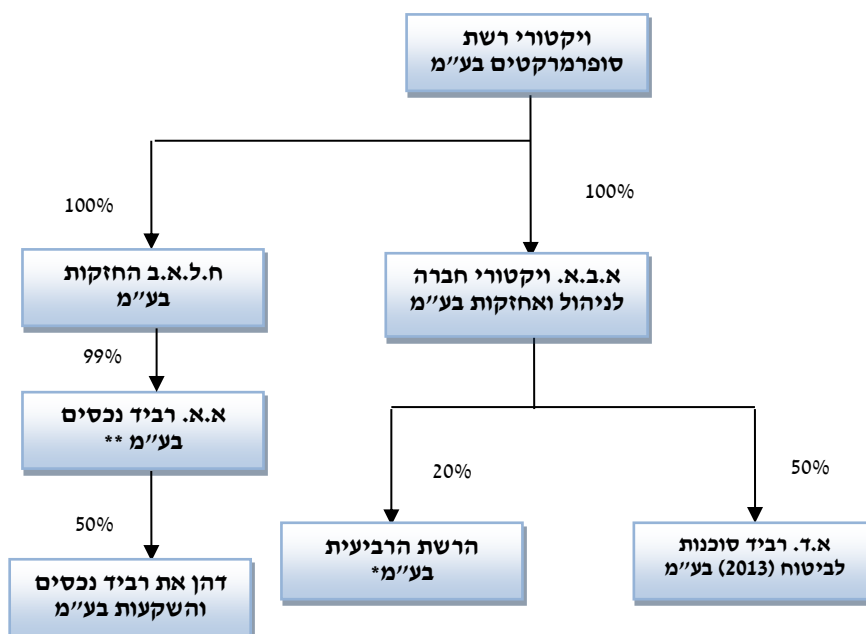 ויקטורי רשת
סופרמרקטים בע״מ
100%
100%
ח.ל.א.ב החזקות
בע״מ
א.ב.א. ויקטורי חברה
לניהול ואחזקות בע״מ
99%
א.א. רביד נכסים
בע״מ **
20%
50%
50%
הרשת הרביעית
בע״מ*
א.ד. רביד סוכנות
לביטוח (2013) בע״מ
דהן את רביד נכסים
והשקעות בע״מ